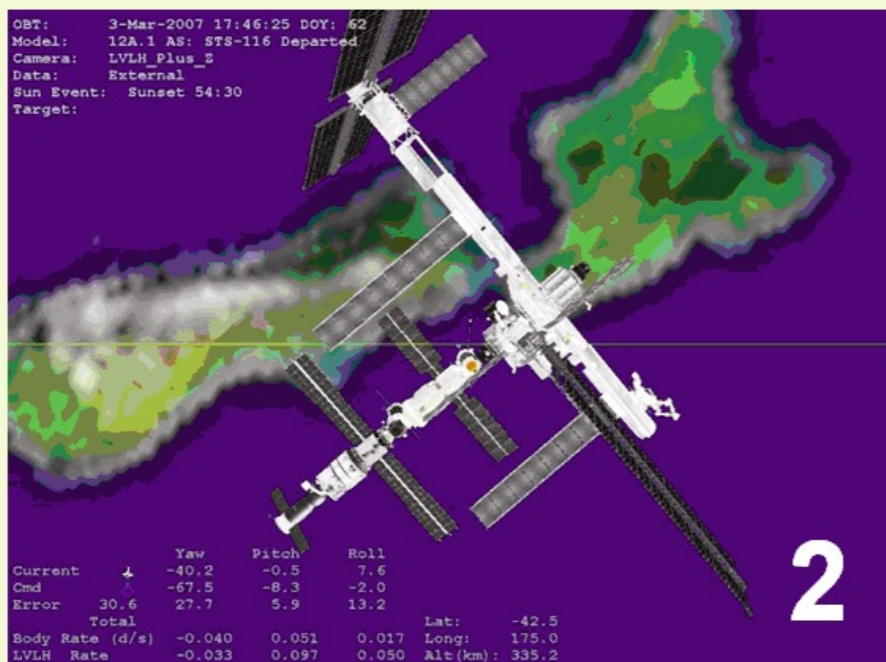 OBT: 3-Mar-2007 17:46:25 DOY: 62
Model: 12A.1 AS: STS-116 Departed
Camera: LVLH_Plus_Z
Data: External
Sun Event: Sunset 54:30
Target:
Yaw Pitch Roll
Current -40.2 -0.5 7.6
Cmd -67.5 -8.3 -2.0
Error 30.6 27.7 5.9 13.2
Total Lat: -42.5
Body Rate (d/s) -0.040 0.051 0.017 Long: 175.0
LVLH Rate -0.033 0.097 0.050 Alt(km): 335.2
2